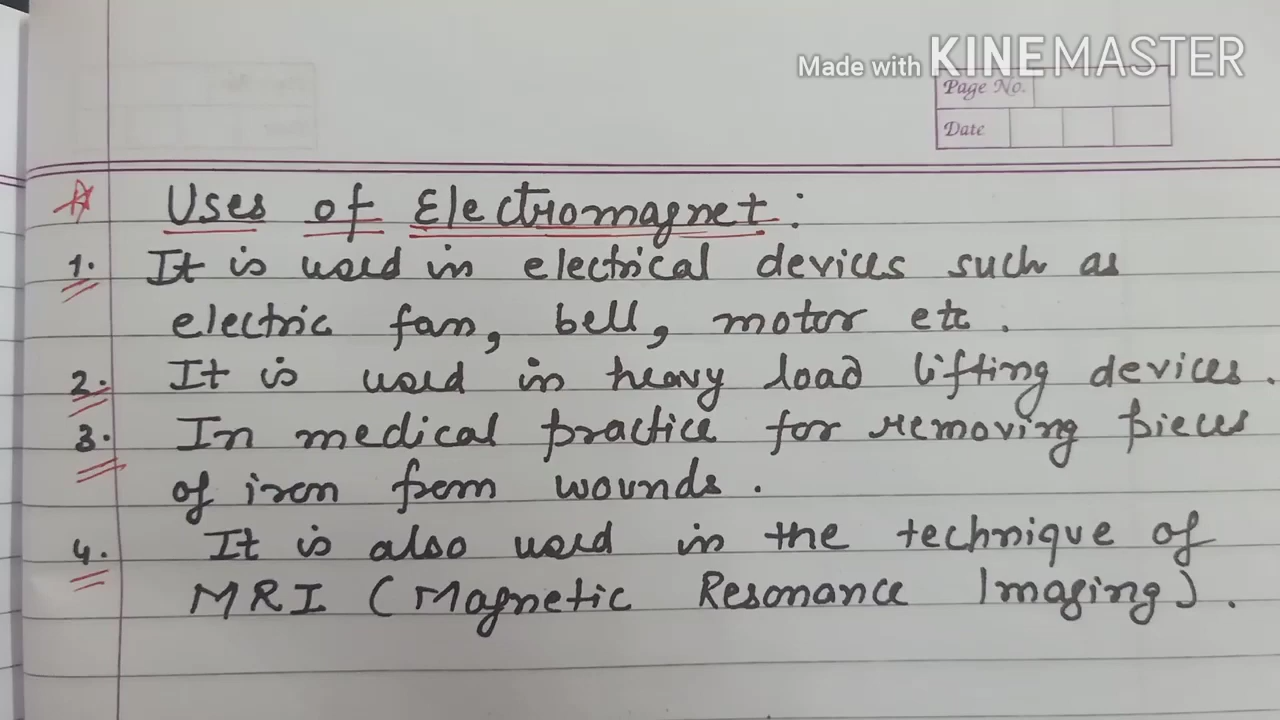 Made with KINEMASTER
Page No.
Date
Uses of Electromagnet :
1. It is used in electrical devices such as
electric fan, bell, motor etc .
2. It is used in heavy load lifting devices .
3. In medical practice for removing pieces
of iron from wounds .
4. It is also used in the technique of
MRI ( Magnetic Resonance Imaging ) .